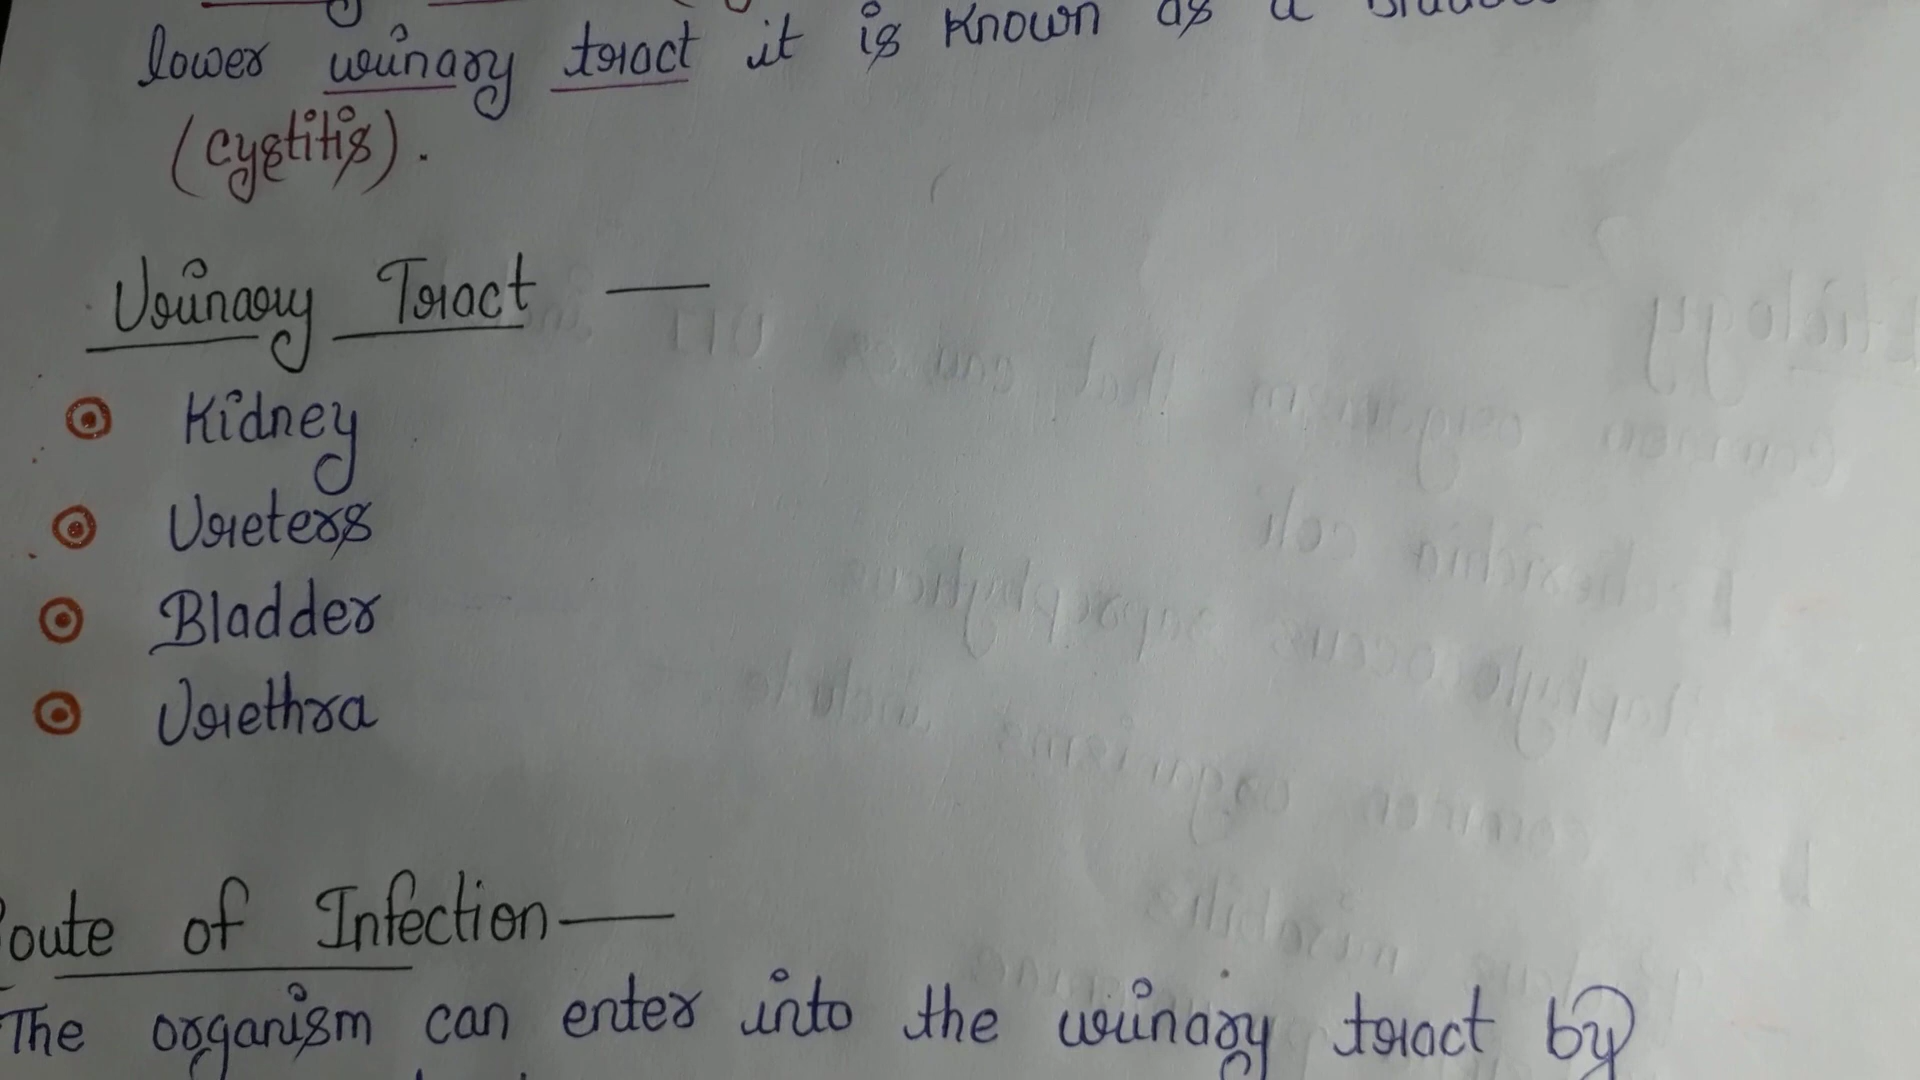 lower urinary tract it is known as a
(cystitis).
Urinary Tract —
Kidney
Ureters
Bladder
Urethra
Route of Infection —
The organism can enter into the urinary tract by